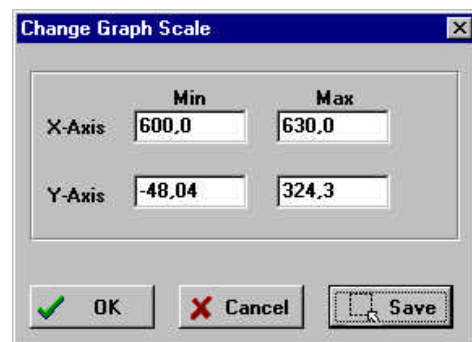 Change Graph Scale
Min Max
X-Axis 600,0 630,0
Y-Axis -48,04 324,3
OK Cancel Save